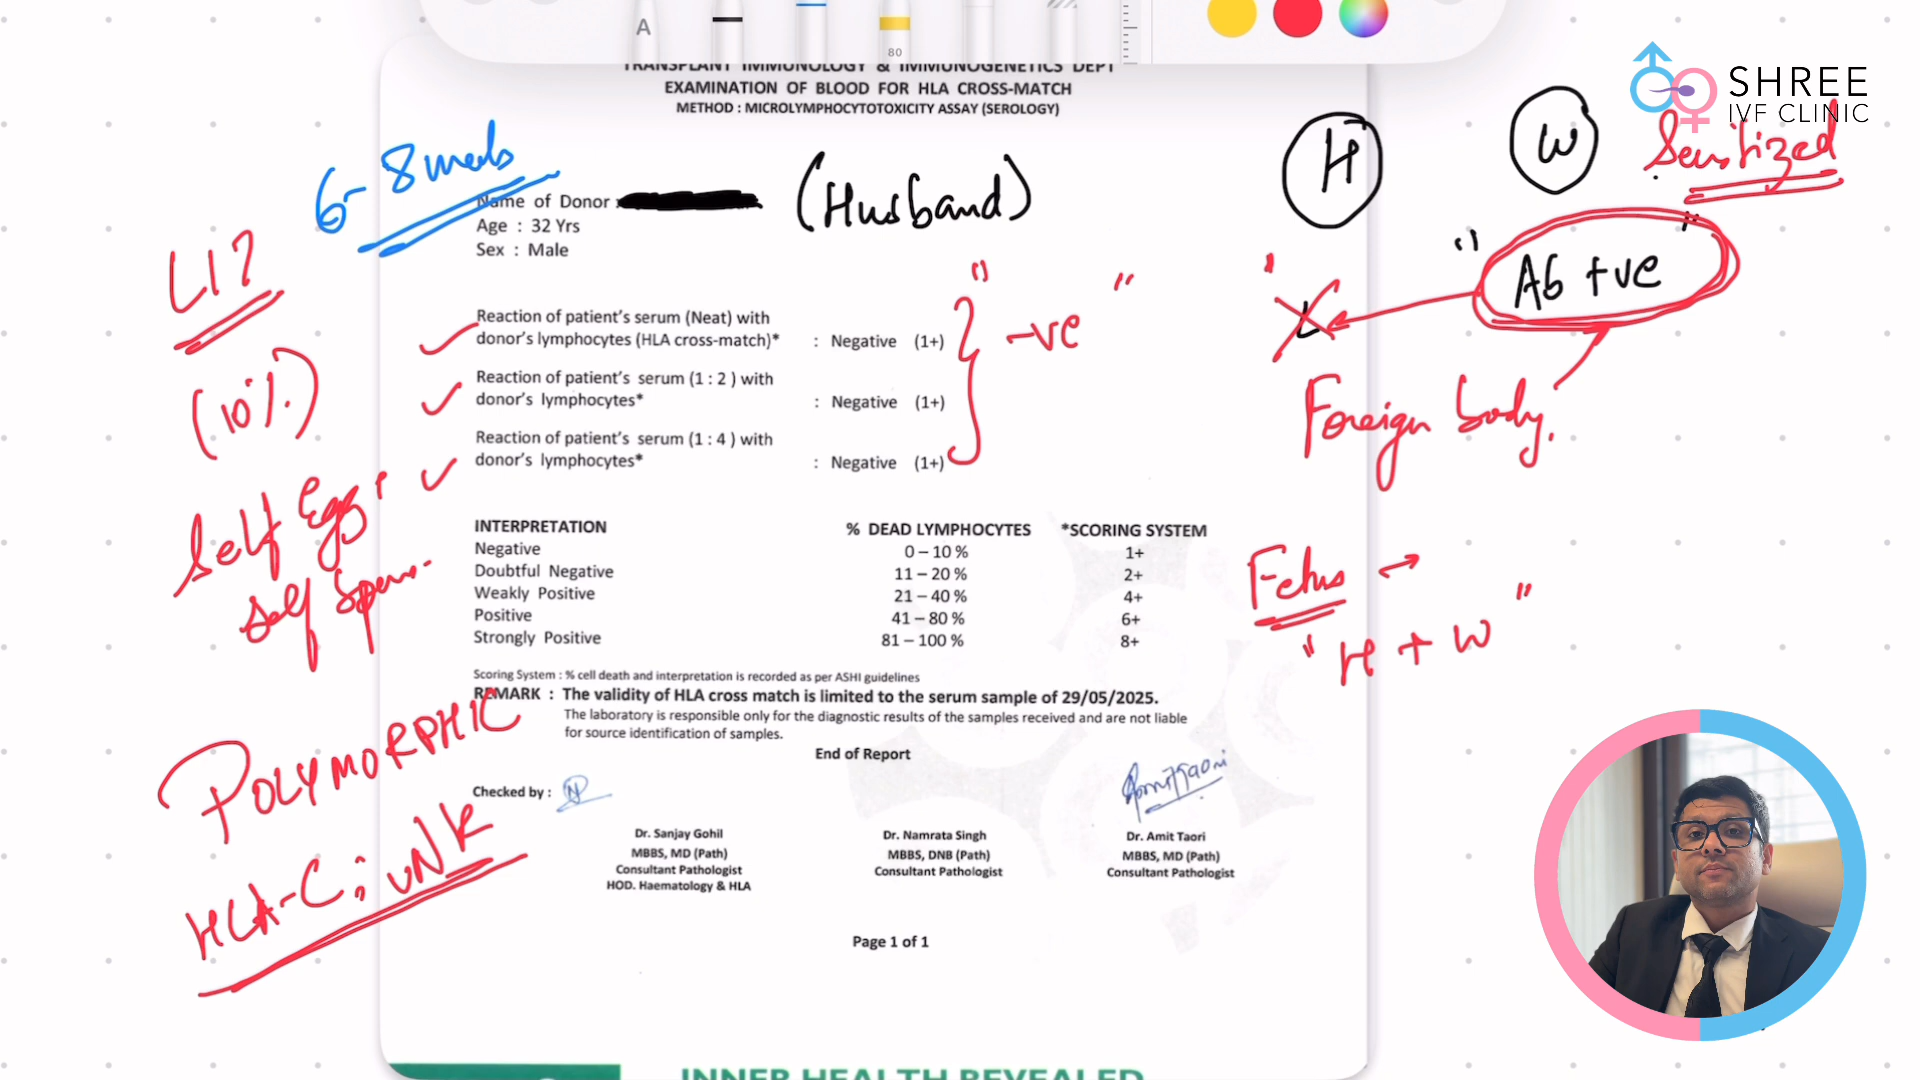 A
80
TRANSPLANT IMMUNOLOGY & IMMUNOGENETICS DEPT
EXAMINATION OF BLOOD FOR HLA CROSS-MATCH
METHOD : MICROLYMPHOCYTOTOXICITY ASSAY (SEROLOGY)
SHREE
IVF CLINIC
6-8 meds
(Husband)
H
W
Sensitized
Name of Donor :
Age : 32 Yrs
Sex : Male
LI?
(10%)
Self Eggs
Self Sperm
"-ve"
"Ab +ve"
L
Foreign body.
Reaction of patient's serum (Neat) with
donor's lymphocytes (HLA cross-match)* : Negative (1+)
Reaction of patient's serum (1 : 2 ) with
donor's lymphocytes* : Negative (1+)
Reaction of patient's serum (1 : 4 ) with
donor's lymphocytes* : Negative (1+)
INTERPRETATION % DEAD LYMPHOCYTES *SCORING SYSTEM
Negative 0 – 10 % 1+
Doubtful Negative 11 – 20 % 2+
Weakly Positive 21 – 40 % 4+
Positive 41 – 80 % 6+
Strongly Positive 81 – 100 % 8+
Fetus →
"H + W"
Scoring System : % cell death and interpretation is recorded as per ASHI guidelines
REMARK : The validity of HLA cross match is limited to the serum sample of 29/05/2025.
The laboratory is responsible only for the diagnostic results of the samples received and are not liable
for source identification of samples.
End of Report
POLYMORPHIC
HLA-C; uNK
Checked by :
Dr. Sanjay Gohil
MBBS, MD (Path)
Consultant Pathologist
HOD. Haematology & HLA
Dr. Namrata Singh
MBBS, DNB (Path)
Consultant Pathologist
Dr. Amit Taori
MBBS, MD (Path)
Consultant Pathologist
Page 1 of 1
INNER HEALTH REVEALED